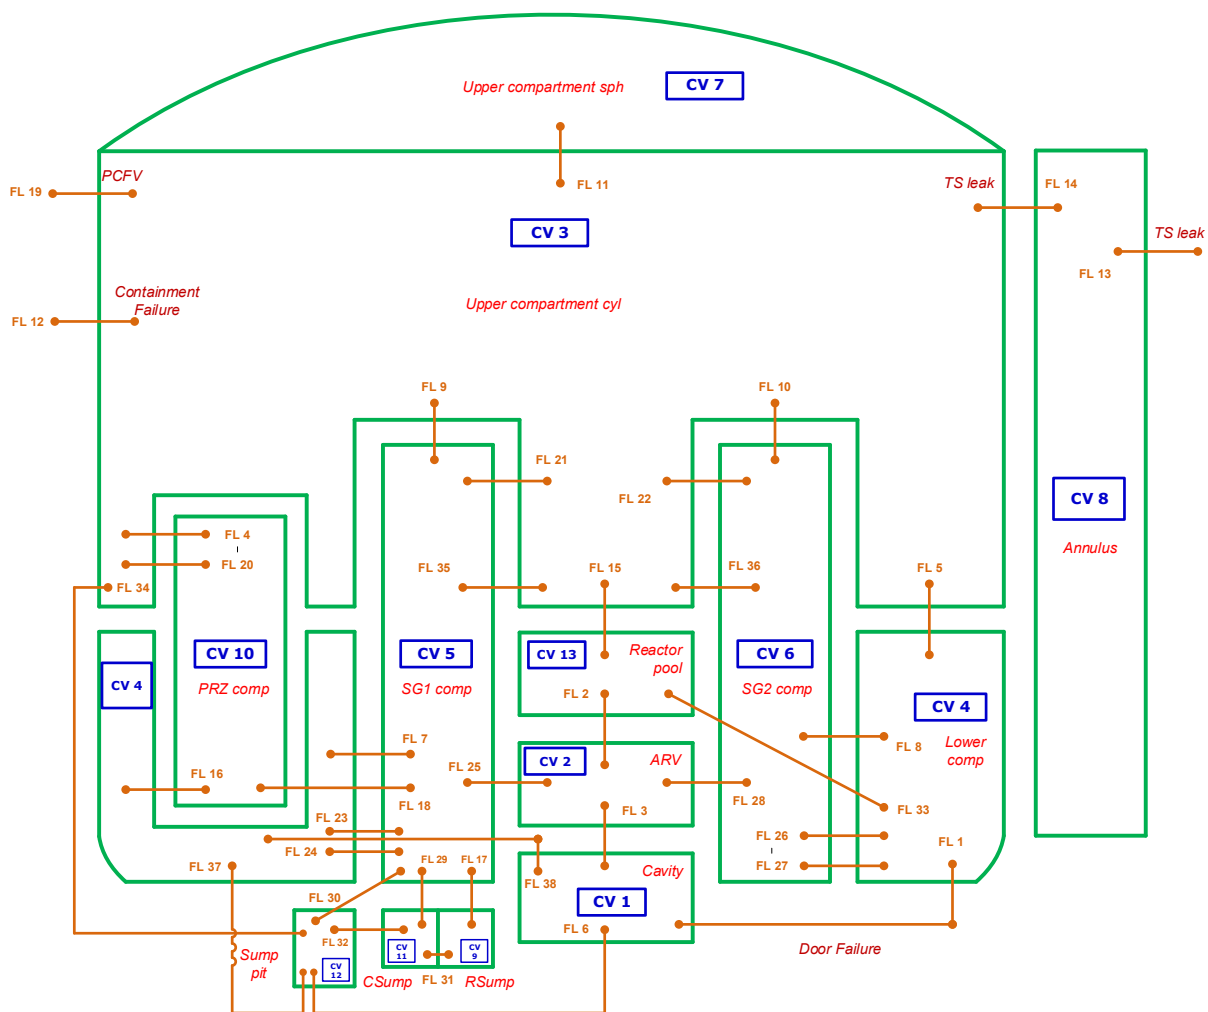 Upper compartment sph
CV 7
PCFV
FL 19
FL 11
TS leak
FL 14
CV 3
TS leak
FL 13
Containment
Failure
FL 12
Upper compartment cyl
FL 9
FL 10
FL 21
FL 22
CV 8
Annulus
FL 4
FL 20
FL 34
FL 35
FL 15
FL 36
FL 5
CV 4
CV 10
PRZ comp
CV 5
SG1 comp
CV 13
Reactor
pool
FL 2
CV 6
SG2 comp
CV 4
Lower
comp
FL 7
FL 8
CV 2
ARV
FL 16
FL 25
FL 18
FL 28
FL 3
FL 33
FL 23
FL 24
FL 26
FL 27
FL 1
FL 37
FL 29
FL 17
FL 38
Cavity
CV 1
FL 30
FL 6
FL 32
CV
11
CV
9
Door Failure
Sump
pit
CV
12
CSump
FL 31
RSump